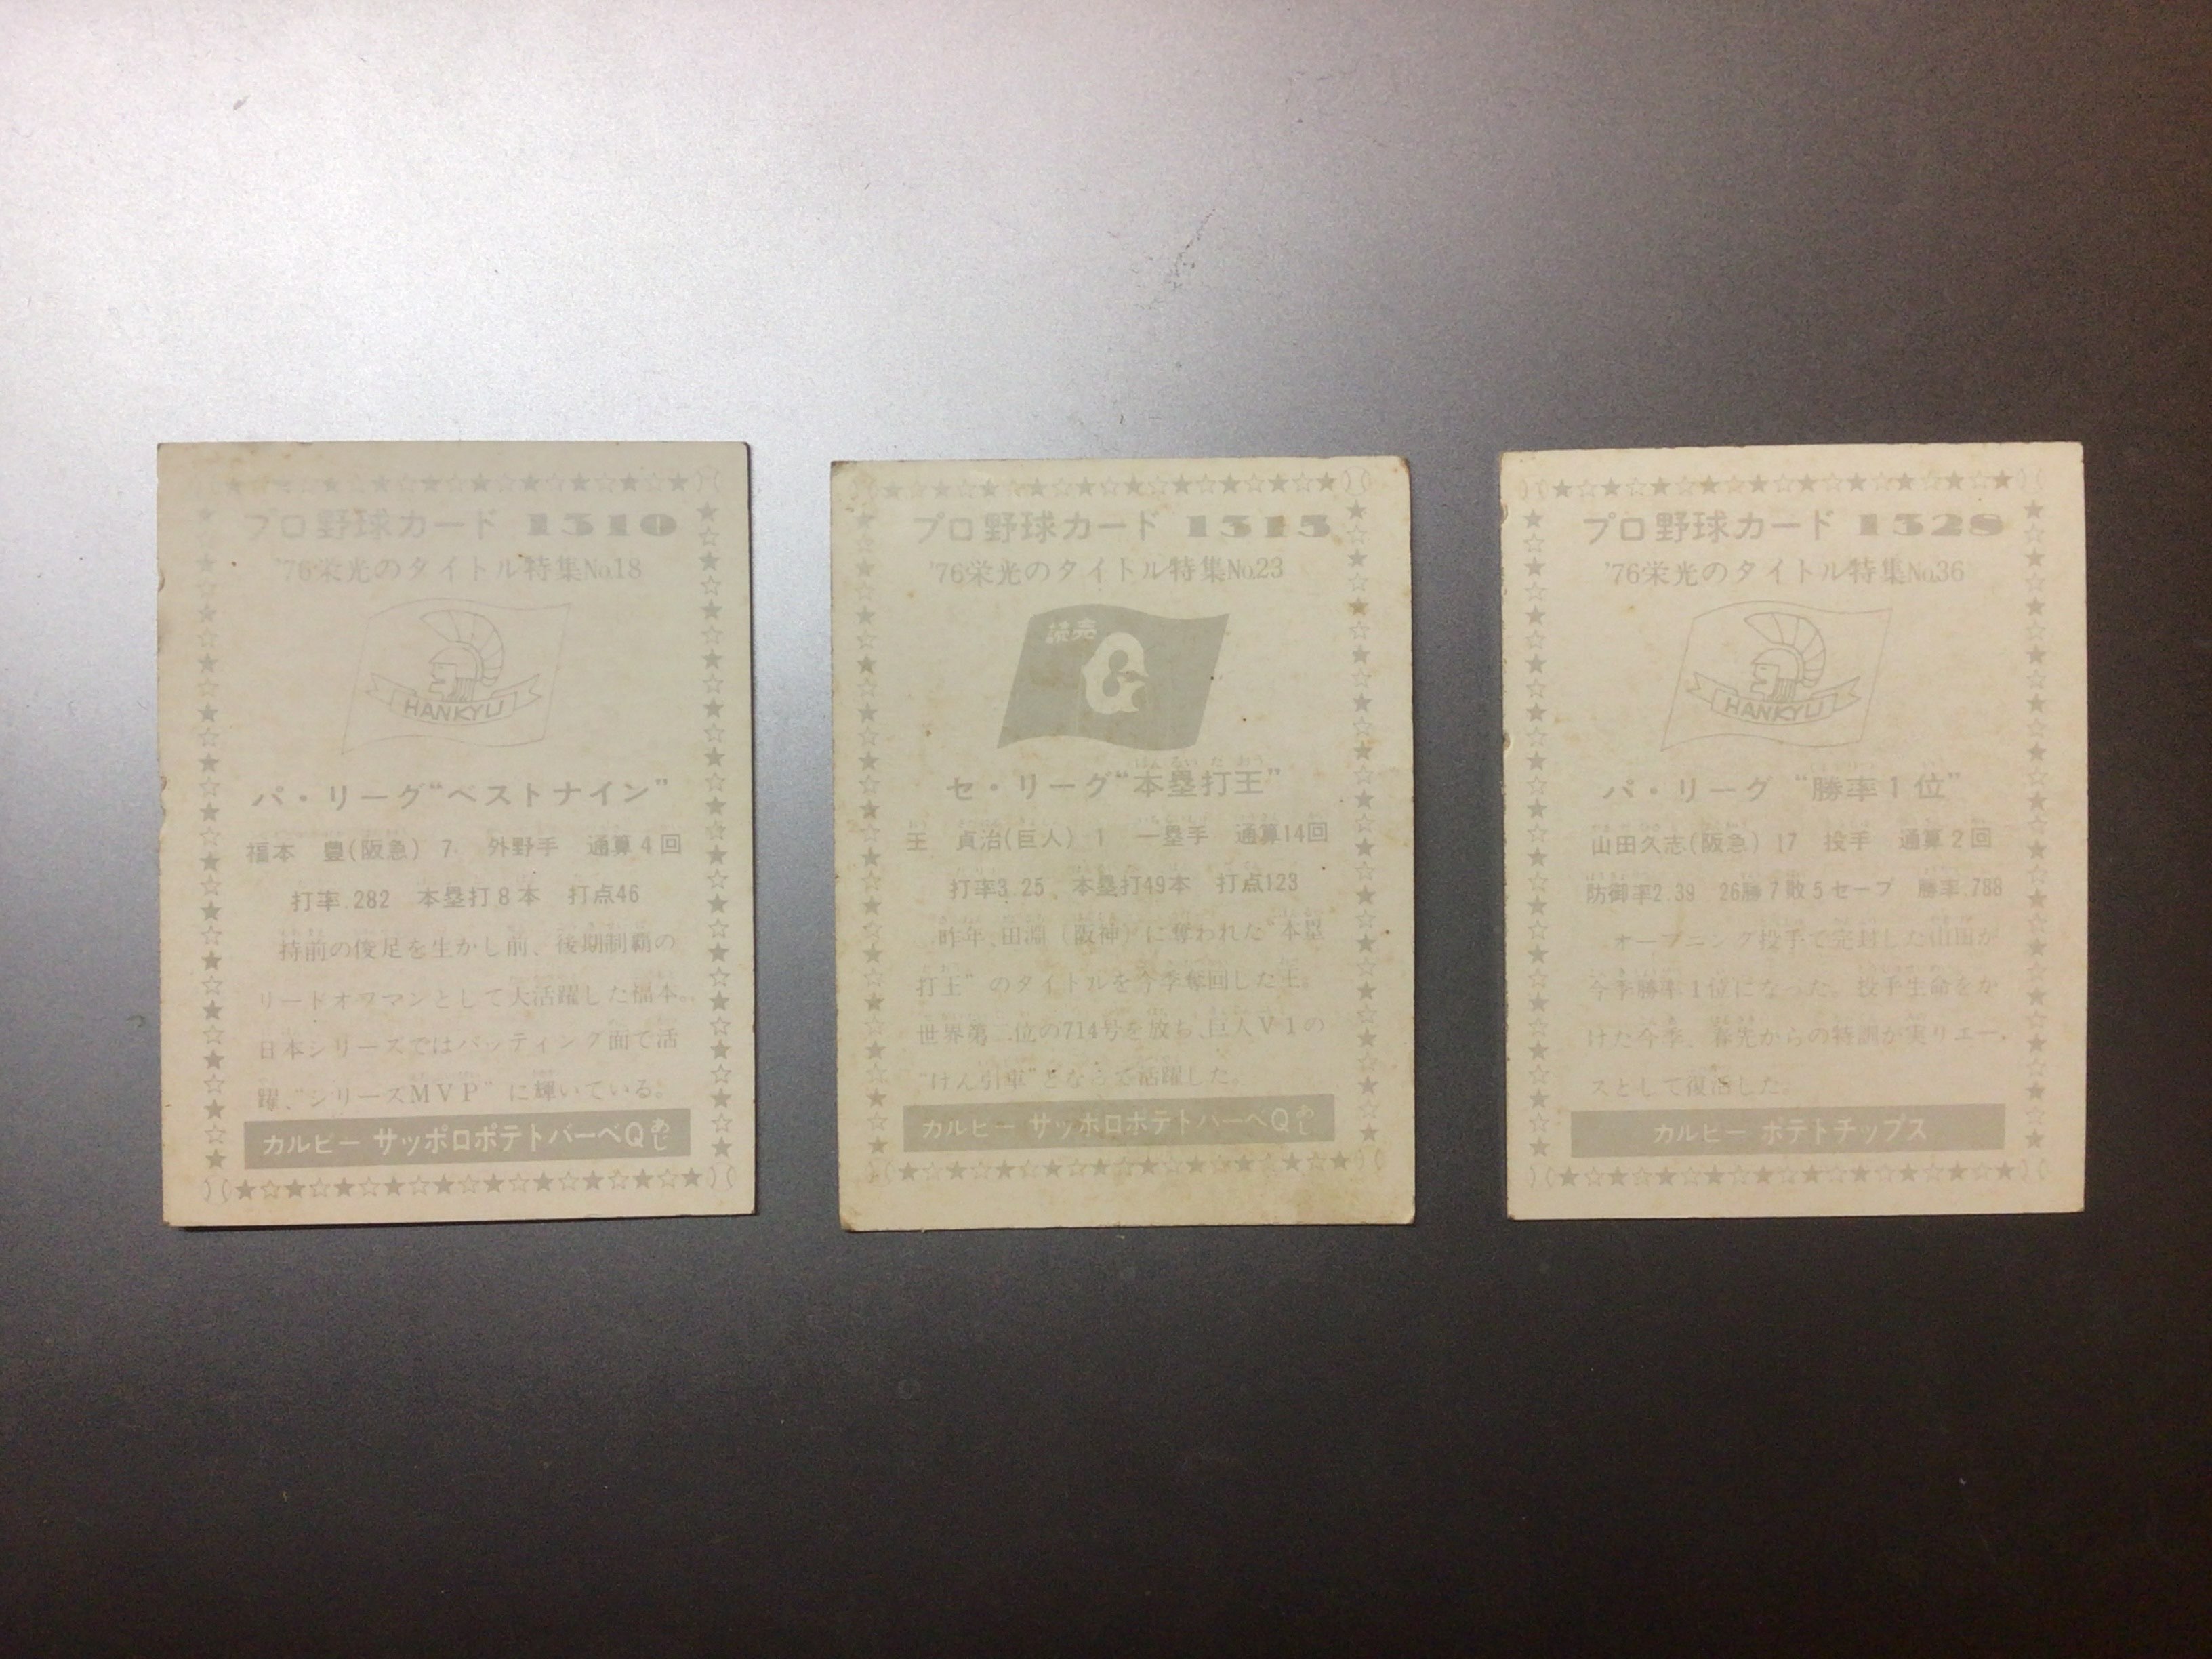 プロ野球カード 1310
'76栄光のタイトル特集No.18
HANKYU
パ・リーグ“ベストナイン”
福本 豊(阪急) 7 外野手 通算4回
打率.282 本塁打8本 打点46
持前の俊足を生かし前、後期制覇の
リードオフマンとして大活躍した福本。
日本シリーズではバッティング面で活
躍、“シリーズMVP”に輝いている。
カルビー サッポロポテトバーベQあじ
プロ野球カード 1315
'76栄光のタイトル特集No.23
読売
G
セ・リーグ“本塁打王”
王 貞治(巨人) 1 一塁手 通算14回
打率3.25 本塁打49本 打点123
昨年、田淵(阪神)に奪われた“本塁
打王”のタイトルを今季奪回した王。
世界第二位の714号を放ち、巨人V1の
“けん引車”となって活躍した。
カルビー サッポロポテトバーベQあじ
プロ野球カード 1328
'76栄光のタイトル特集No.36
HANKYU
パ・リーグ “勝率1位”
山田久志(阪急) 17 投手 通算2回
防御率2.39 26勝7敗5セーブ 勝率.788
オープニング投手で完封した山田が
今季勝率1位になった。投手生命をか
けた今季、春先からの特訓が実りエー
スとして復活した。
カルビー ポテトチップス